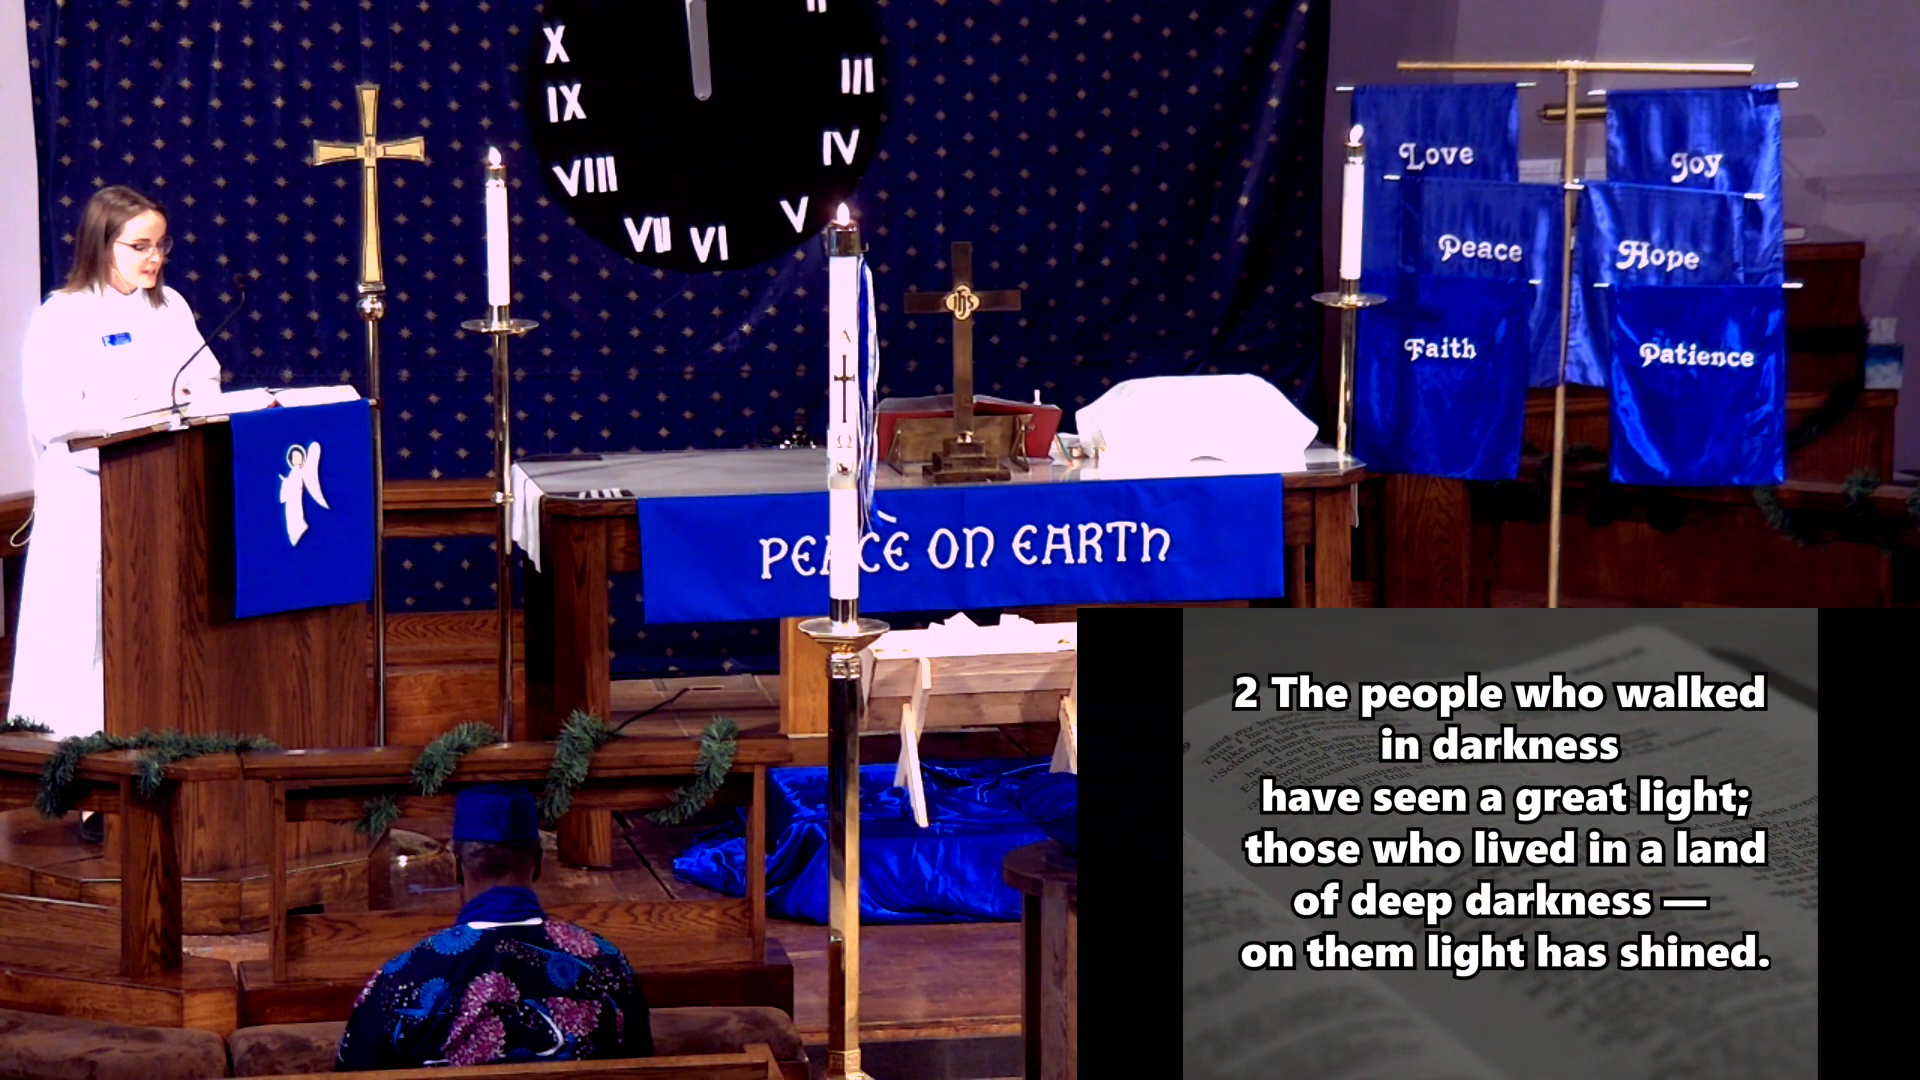 II
X
III
IX
IV
VIII
V
VII
VI
Love
Joy
Peace
Hope
Faith
Patience
IHS
Α
Ω
PEACE ON EARTH
2 The people who walked
in darkness
have seen a great light;
those who lived in a land
of deep darkness —
on them light has shined.